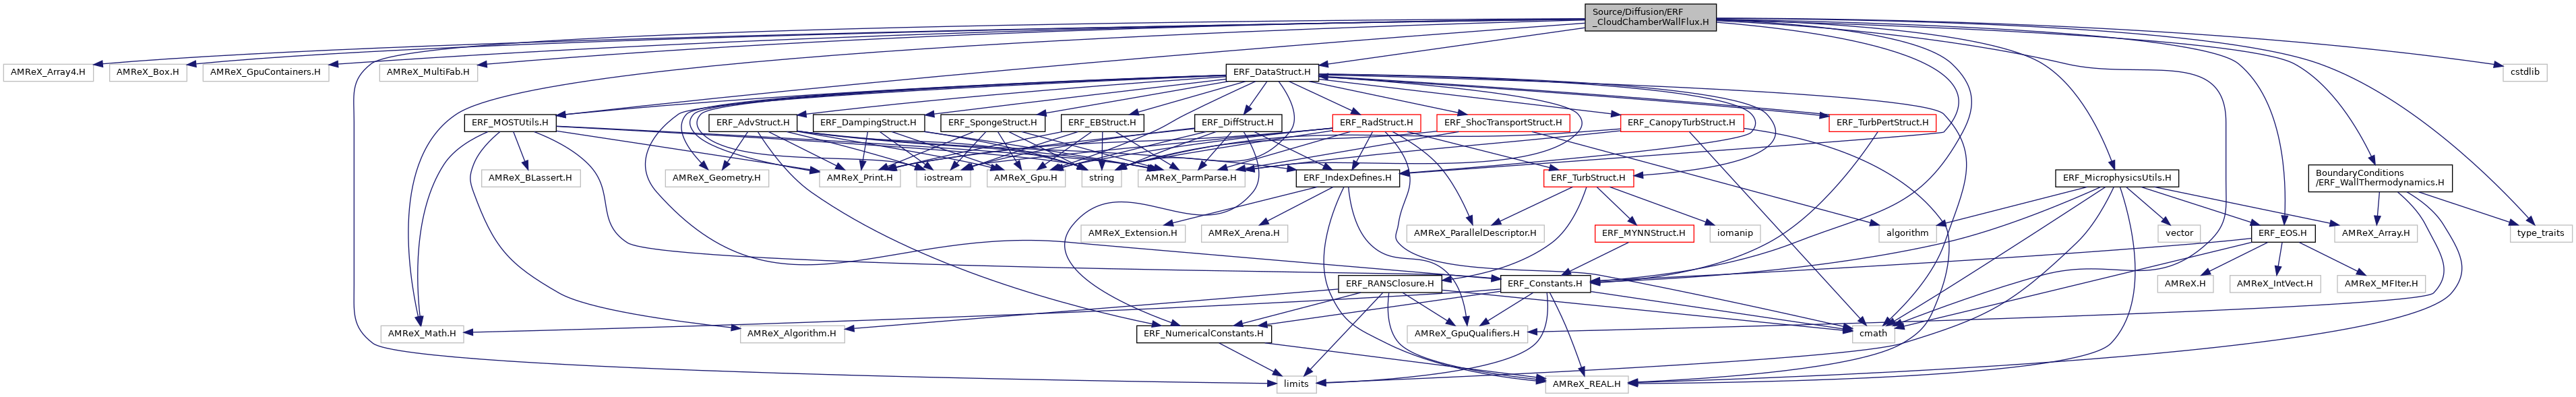 Source/Diffusion/ERF
_CloudChamberWallFlux.H
AMReX_Array4.H
AMReX_Box.H
AMReX_GpuContainers.H
AMReX_MultiFab.H
ERF_DataStruct.H
cstdlib
ERF_MOSTUtils.H
ERF_AdvStruct.H
ERF_DampingStruct.H
ERF_SpongeStruct.H
ERF_EBStruct.H
ERF_DiffStruct.H
ERF_RadStruct.H
ERF_ShocTransportStruct.H
ERF_CanopyTurbStruct.H
ERF_TurbPertStruct.H
AMReX_BLassert.H
AMReX_Geometry.H
AMReX_Print.H
iostream
AMReX_Gpu.H
string
AMReX_ParmParse.H
ERF_IndexDefines.H
ERF_TurbStruct.H
ERF_MicrophysicsUtils.H
BoundaryConditions
/ERF_WallThermodynamics.H
AMReX_Extension.H
AMReX_Arena.H
AMReX_ParallelDescriptor.H
ERF_MYNNStruct.H
iomanip
algorithm
vector
ERF_EOS.H
AMReX_Array.H
type_traits
ERF_RANSClosure.H
ERF_Constants.H
AMReX.H
AMReX_IntVect.H
AMReX_MFIter.H
AMReX_Math.H
AMReX_Algorithm.H
ERF_NumericalConstants.H
AMReX_GpuQualifiers.H
cmath
limits
AMReX_REAL.H